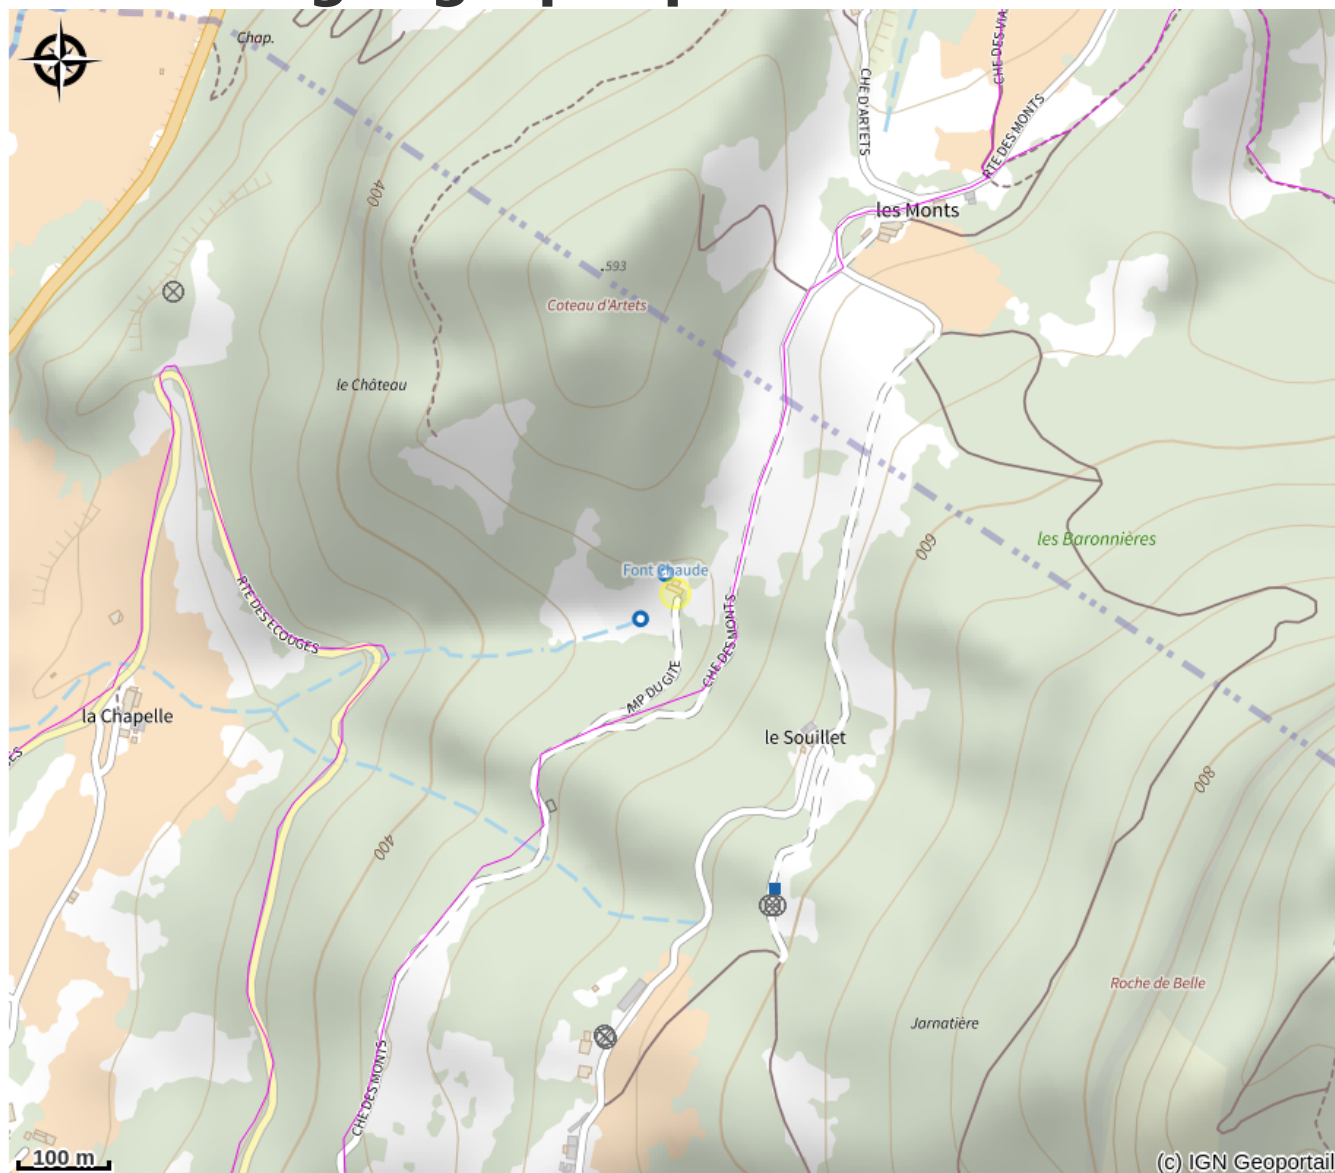 Chap.
CHE DES VIA
CHE D'ARTETS
RTE DES MONTS
400
les Monts
.593
Coteau d'Artets
le Château
600
les Baronnières
Font Chaude
RTE DES ECOUGES
CHE DES MONTS
IMP DU GITE
la Chapelle
le Souillet
800
400
Roche de Belle
Jarnatière
CHE DES MONTS
100 m
(c) IGN Geoportail